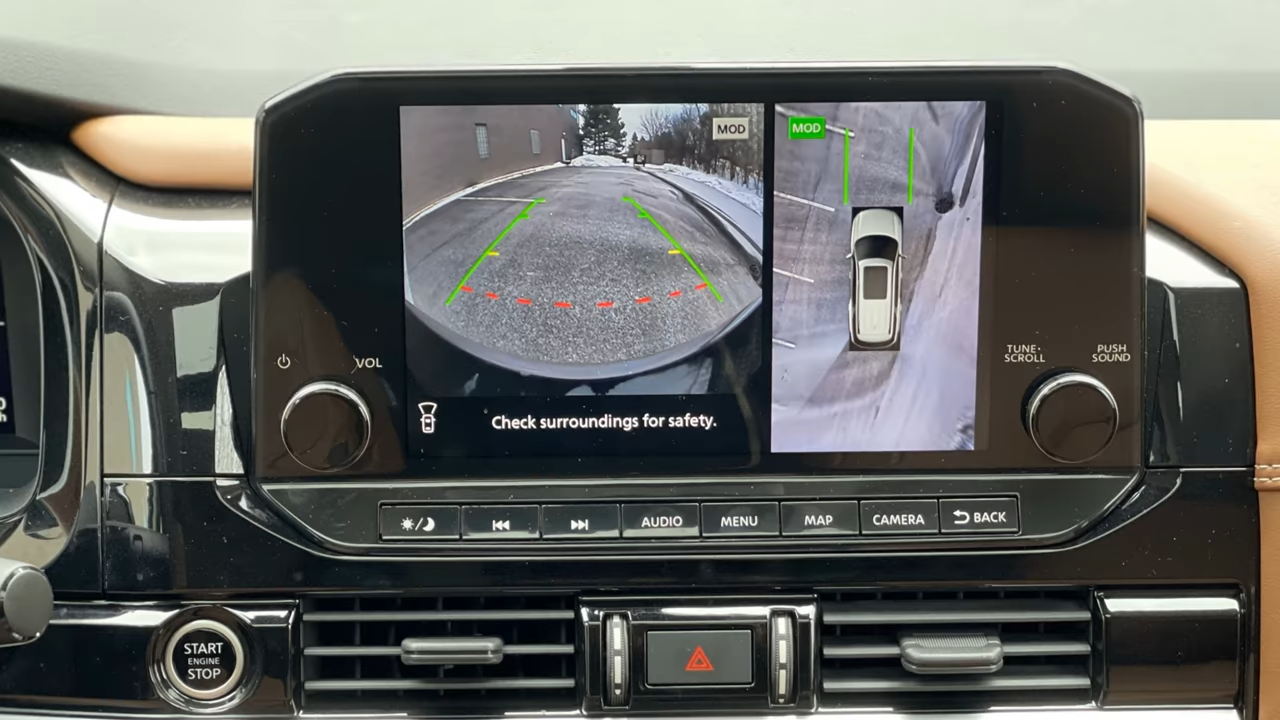 MOD
MOD
Check surroundings for safety.
VOL
TUNE·
SCROLL
PUSH
SOUND
AUDIO
MENU
MAP
CAMERA
BACK
START
ENGINE
STOP